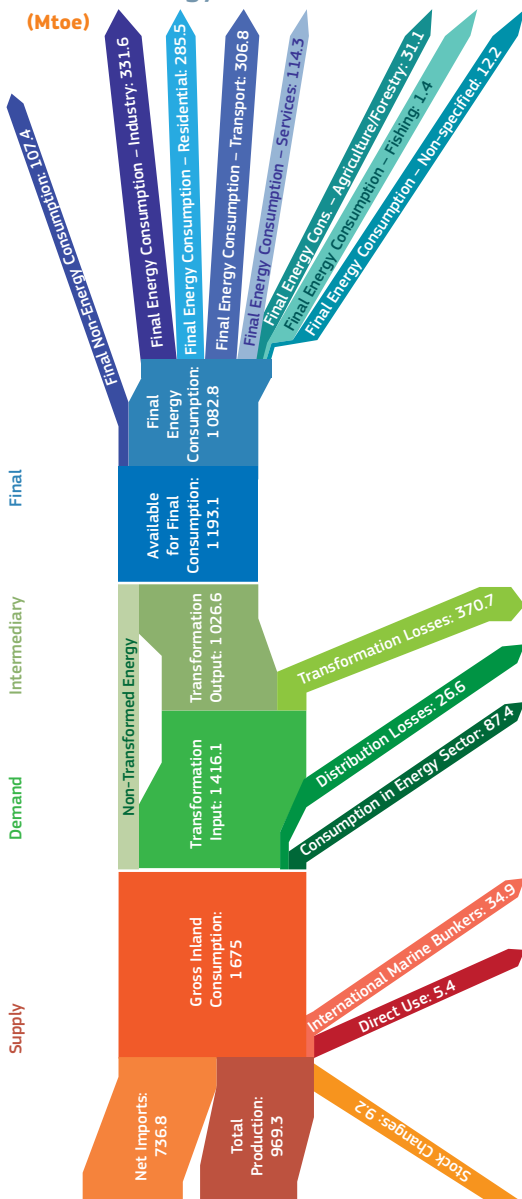 (Mtoe)
Final Non-Energy Consumption: 107.4
Final Energy Consumption – Industry: 331.6
Final Energy Consumption – Residential: 285.5
Final Energy Consumption – Transport: 306.8
Final Energy Consumption – Services: 114.3
Final Energy Cons. – Agriculture/Forestry: 31.1
Final Energy Consumption – Fishing: 1.4
Final Energy Consumption – Non-specified: 12.2
Final
Final
Energy
Consumption:
1 082.8
Available
for Final
Consumption:
1 193.1
Intermediary
Non-Transformed Energy
Transformation
Output: 1 026.6
Transformation Losses: 370.7
Demand
Transformation
Input: 1 416.1
Distribution Losses: 26.6
Consumption in Energy Sector: 87.4
Supply
Gross Inland
Consumption:
1 675
International Marine Bunkers: 34.9
Direct Use: 5.4
Net Imports:
736.8
Total
Production:
969.3
Stock Changes: 9.2